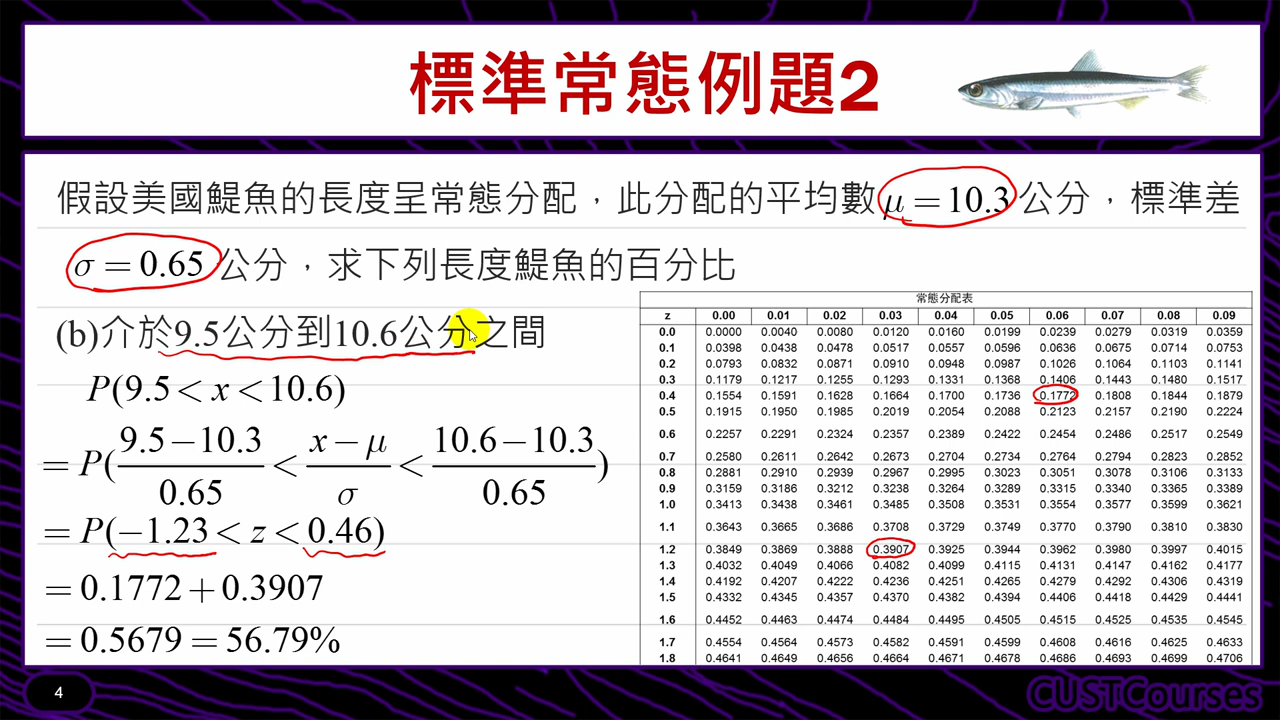 標準常態例題2
假設美國鯷魚的長度呈常態分配，此分配的平均數 μ = 10.3 公分，標準差
σ = 0.65 公分，求下列長度鯷魚的百分比
(b)介於9.5公分到10.6公分之間
P(9.5 < x < 10.6)
= P((9.5 − 10.3)/0.65 < (x − μ)/σ < (10.6 − 10.3)/0.65)
= P(−1.23 < z < 0.46)
= 0.1772 + 0.3907
= 0.5679 = 56.79%
常態分配表
z 0.00 0.01 0.02 0.03 0.04 0.05 0.06 0.07 0.08 0.09
0.0 0.0000 0.0040 0.0080 0.0120 0.0160 0.0199 0.0239 0.0279 0.0319 0.0359
0.1 0.0398 0.0438 0.0478 0.0517 0.0557 0.0596 0.0636 0.0675 0.0714 0.0753
0.2 0.0793 0.0832 0.0871 0.0910 0.0948 0.0987 0.1026 0.1064 0.1103 0.1141
0.3 0.1179 0.1217 0.1255 0.1293 0.1331 0.1368 0.1406 0.1443 0.1480 0.1517
0.4 0.1554 0.1591 0.1628 0.1664 0.1700 0.1736 0.1772 0.1808 0.1844 0.1879
0.5 0.1915 0.1950 0.1985 0.2019 0.2054 0.2088 0.2123 0.2157 0.2190 0.2224
0.6 0.2257 0.2291 0.2324 0.2357 0.2389 0.2422 0.2454 0.2486 0.2517 0.2549
0.7 0.2580 0.2611 0.2642 0.2673 0.2704 0.2734 0.2764 0.2794 0.2823 0.2852
0.8 0.2881 0.2910 0.2939 0.2967 0.2995 0.3023 0.3051 0.3078 0.3106 0.3133
0.9 0.3159 0.3186 0.3212 0.3238 0.3264 0.3289 0.3315 0.3340 0.3365 0.3389
1.0 0.3413 0.3438 0.3461 0.3485 0.3508 0.3531 0.3554 0.3577 0.3599 0.3621
1.1 0.3643 0.3665 0.3686 0.3708 0.3729 0.3749 0.3770 0.3790 0.3810 0.3830
1.2 0.3849 0.3869 0.3888 0.3907 0.3925 0.3944 0.3962 0.3980 0.3997 0.4015
1.3 0.4032 0.4049 0.4066 0.4082 0.4099 0.4115 0.4131 0.4147 0.4162 0.4177
1.4 0.4192 0.4207 0.4222 0.4236 0.4251 0.4265 0.4279 0.4292 0.4306 0.4319
1.5 0.4332 0.4345 0.4357 0.4370 0.4382 0.4394 0.4406 0.4418 0.4429 0.4441
1.6 0.4452 0.4463 0.4474 0.4484 0.4495 0.4505 0.4515 0.4525 0.4535 0.4545
1.7 0.4554 0.4564 0.4573 0.4582 0.4591 0.4599 0.4608 0.4616 0.4625 0.4633
1.8 0.4641 0.4649 0.4656 0.4664 0.4671 0.4678 0.4686 0.4693 0.4699 0.4706
4
CUSTCourses